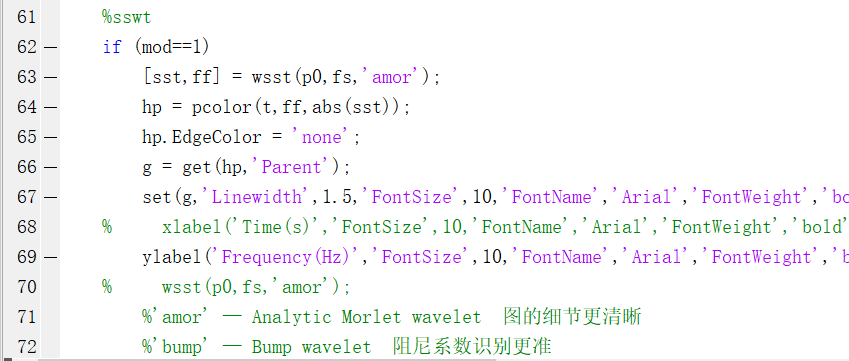 61 %sswt
62 — if (mod==1)
63 — [sst,ff] = wsst(p0,fs,'amor');
64 — hp = pcolor(t,ff,abs(sst));
65 — hp.EdgeColor = 'none';
66 — g = get(hp,'Parent');
67 — set(g,'Linewidth',1.5,'FontSize',10,'FontName','Arial','FontWeight','bo
68 % xlabel('Time(s)','FontSize',10,'FontName','Arial','FontWeight','bold'
69 — ylabel('Frequency(Hz)','FontSize',10,'FontName','Arial','FontWeight','b
70 % wsst(p0,fs,'amor');
71 %'amor' — Analytic Morlet wavelet 图的细节更清晰
72 %'bump' — Bump wavelet 阻尼系数识别更准